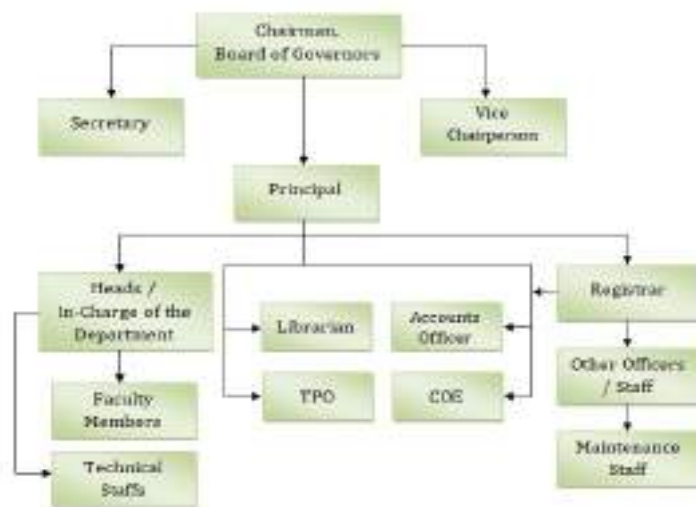 Chairman,
Board of Governors
Secretary
Vice
Chairperson
Principal
Heads /
In-Charge of the
Department
Registrar
Librarian
Accounts
Officer
Other Officers
/ Staff
TPO
COE
Faculty
Members
Maintenance
Staff
Technical
Staffs